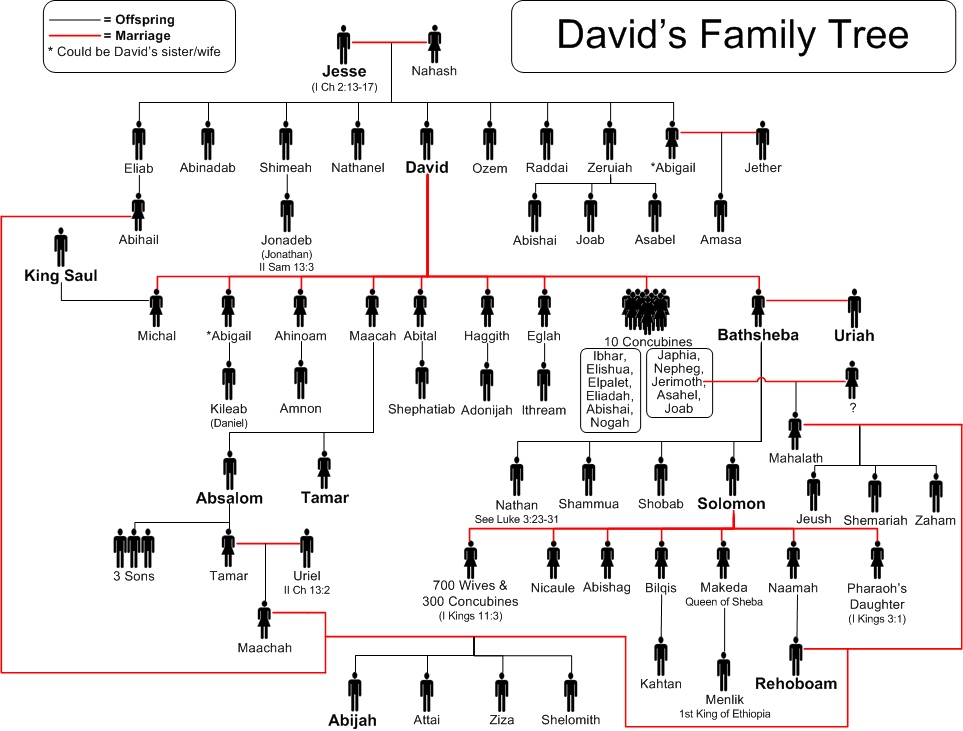 = Offspring
= Marriage
* Could be David's sister/wife
David's Family Tree
Jesse
(I Ch 2:13-17)
Nahash
Eliab
Abinadab
Shimeah
Nathanel
David
Ozem
Raddai
Zeruiah
*Abigail
Jether
Abihail
Jonadeb
(Jonathan)
II Sam 13:3
Abishai
Joab
Asabel
Amasa
King Saul
Michal
*Abigail
Ahinoam
Maacah
Abital
Haggith
Eglah
10 Concubines
Bathsheba
Uriah
Ibhar,
Elishua,
Elpalet,
Eliadah,
Abishai,
Nogah
Japhia,
Nepheg,
Jerimoth,
Asahel,
Joab
?
Kileab
(Daniel)
Amnon
Shephatiab
Adonijah
Ithream
Mahalath
Absalom
Tamar
Nathan
See Luke 3:23-31
Shammua
Shobab
Solomon
Jeush
Shemariah
Zaham
3 Sons
Tamar
Uriel
II Ch 13:2
700 Wives &
300 Concubines
(I Kings 11:3)
Nicaule
Abishag
Bilqis
Makeda
Queen of Sheba
Naamah
Pharaoh's
Daughter
(I Kings 3:1)
Maachah
Kahtan
Menlik
1st King of Ethiopia
Rehoboam
Abijah
Attai
Ziza
Shelomith